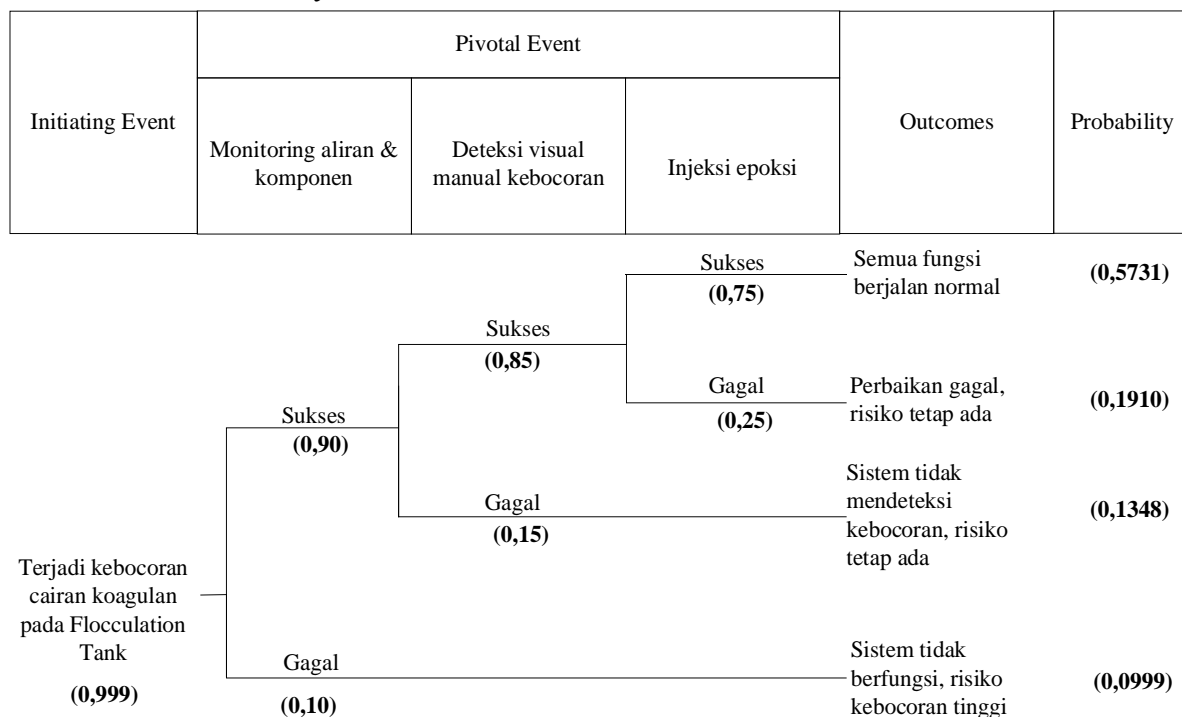 Pivotal Event
Initiating Event
Monitoring aliran &
komponen
Deteksi visual
manual kebocoran
Injeksi epoksi
Outcomes
Probability
Sukses
(0,75)
Semua fungsi
berjalan normal
(0,5731)
Sukses
(0,85)
Gagal
(0,25)
Perbaikan gagal,
risiko tetap ada
(0,1910)
Sukses
(0,90)
Gagal
(0,15)
Sistem tidak
mendeteksi
kebocoran, risiko
tetap ada
(0,1348)
Terjadi kebocoran
cairan koagulan
pada Flocculation
Tank
(0,999)
Gagal
(0,10)
Sistem tidak
berfungsi, risiko
kebocoran tinggi
(0,0999)